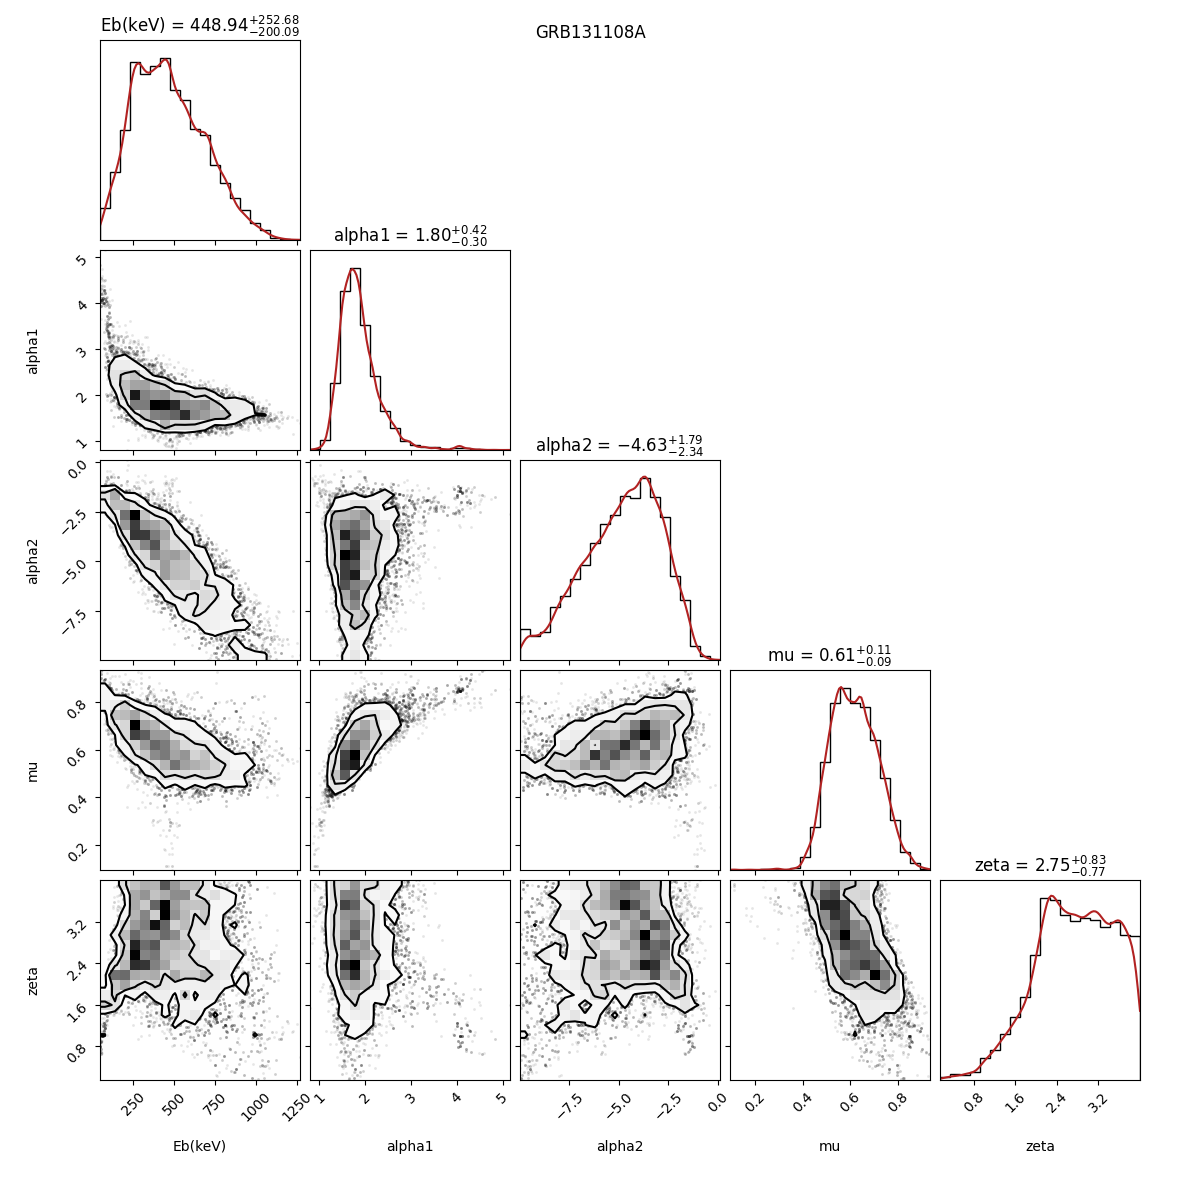 GRB131108A
Eb(keV) = 448.94+252.68 −200.09
alpha1 = 1.80+0.42 −0.30
alpha2 = −4.63+1.79 −2.34
mu = 0.61+0.11 −0.09
zeta = 2.75+0.83 −0.77
alpha1
5
4
3
2
1
alpha2
0.0
−2.5
−5.0
−7.5
mu
0.8
0.6
0.4
0.2
zeta
3.2
2.4
1.6
0.8
250 500 750 1000 1250
1 2 3 4 5
−7.5 −5.0 −2.5 0.0
0.2 0.4 0.6 0.8
0.8 1.6 2.4 3.2
Eb(keV) alpha1 alpha2 mu zeta